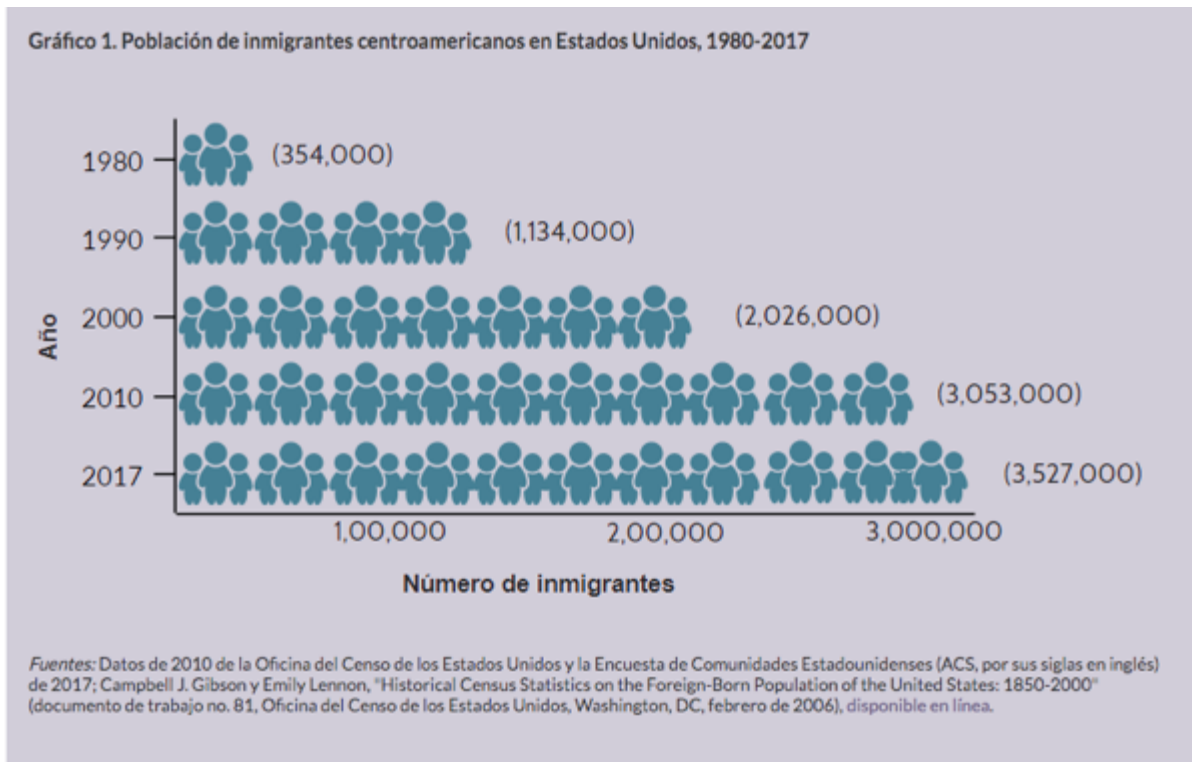 Gráfico 1. Población de inmigrantes centroamericanos en Estados Unidos, 1980-2017
1980
(354,000)
1990
(1,134,000)
2000
(2,026,000)
2010
(3,053,000)
2017
(3,527,000)
Año
1,00,000
2,00,000
3,000,000
Número de inmigrantes
Fuentes: Datos de 2010 de la Oficina del Censo de los Estados Unidos y la Encuesta de Comunidades Estadounidenses (ACS, por sus siglas en inglés)
de 2017; Campbell J. Gibson y Emily Lennon, "Historical Census Statistics on the Foreign-Born Population of the United States: 1850-2000"
(documento de trabajo no. 81, Oficina del Censo de los Estados Unidos, Washington, DC, febrero de 2006), disponible en línea.